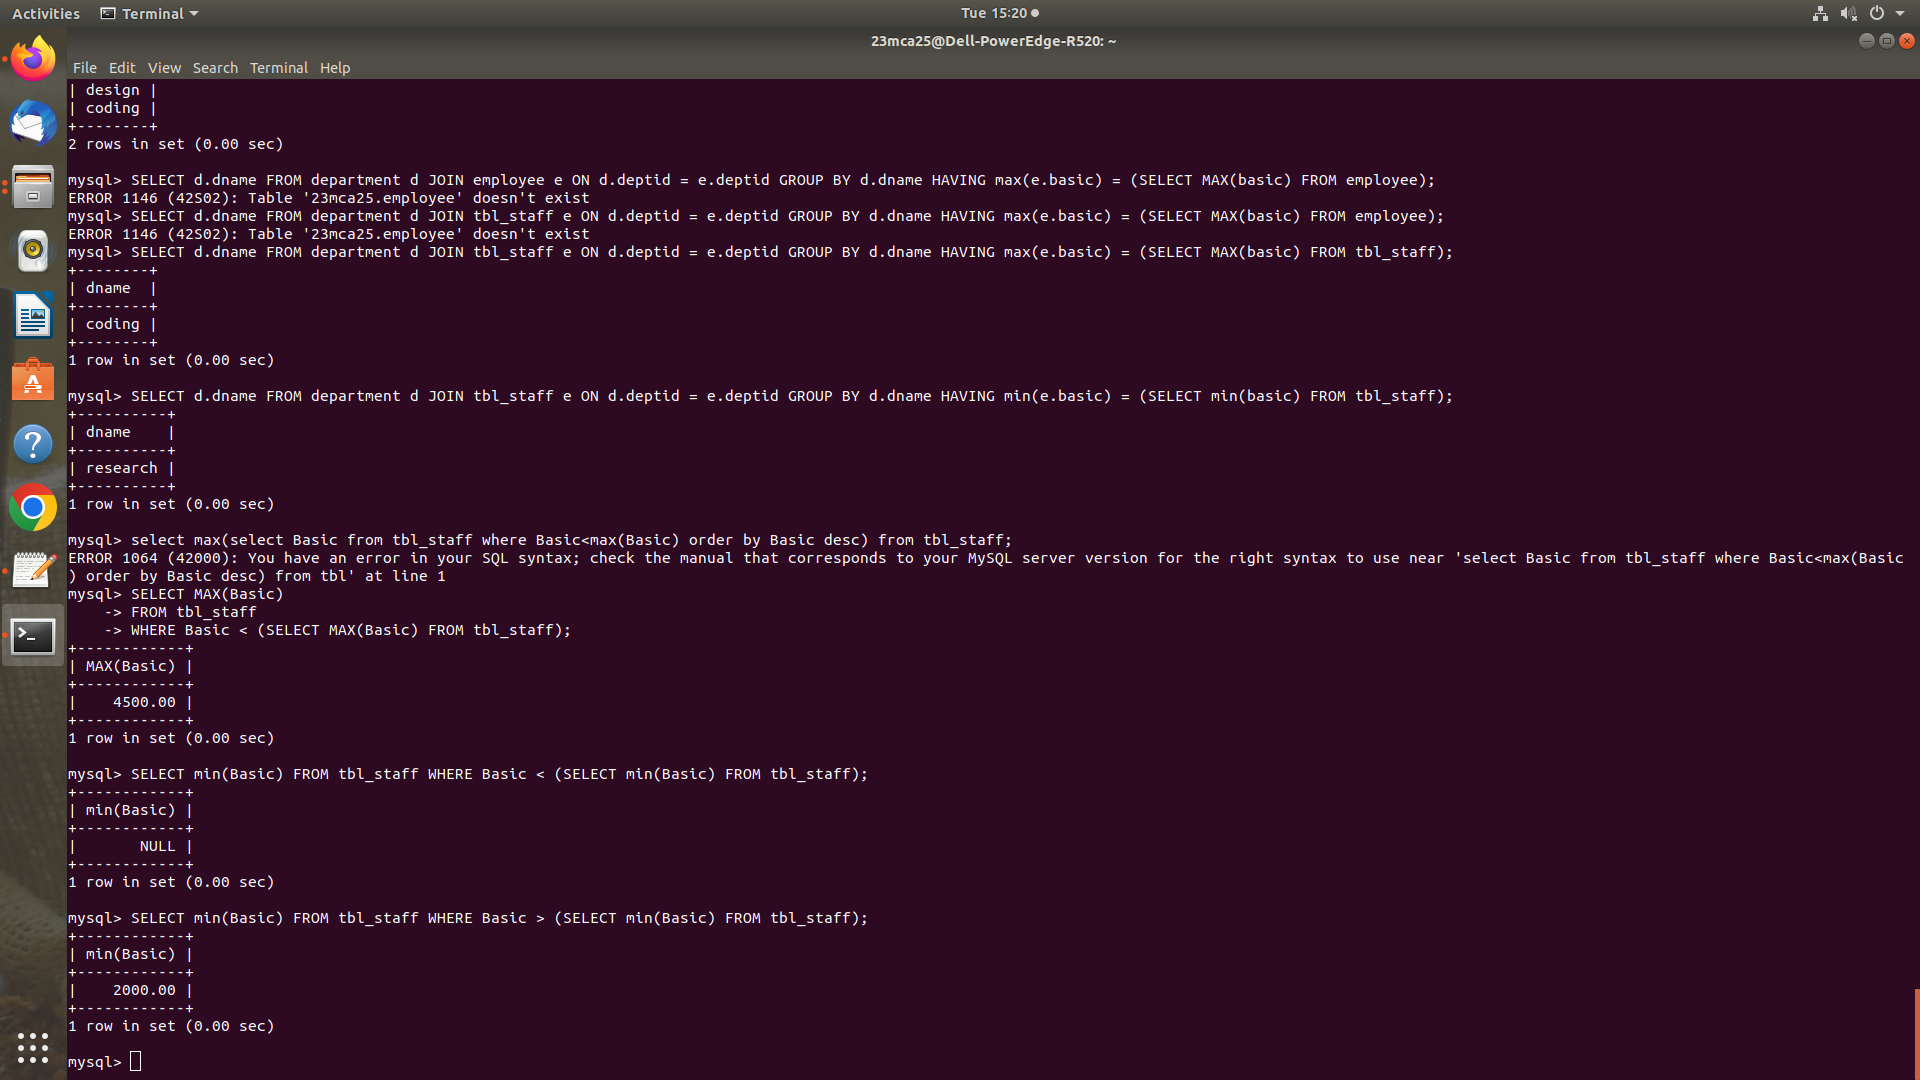 Activities Terminal Tue 15:20
23mca25@Dell-PowerEdge-R520: ~
File Edit View Search Terminal Help
| design |
| coding |
+--------+
2 rows in set (0.00 sec)
mysql> SELECT d.dname FROM department d JOIN employee e ON d.deptid = e.deptid GROUP BY d.dname HAVING max(e.basic) = (SELECT MAX(basic) FROM employee);
ERROR 1146 (42S02): Table '23mca25.employee' doesn't exist
mysql> SELECT d.dname FROM department d JOIN tbl_staff e ON d.deptid = e.deptid GROUP BY d.dname HAVING max(e.basic) = (SELECT MAX(basic) FROM employee);
ERROR 1146 (42S02): Table '23mca25.employee' doesn't exist
mysql> SELECT d.dname FROM department d JOIN tbl_staff e ON d.deptid = e.deptid GROUP BY d.dname HAVING max(e.basic) = (SELECT MAX(basic) FROM tbl_staff);
+--------+
| dname  |
+--------+
| coding |
+--------+
1 row in set (0.00 sec)
mysql> SELECT d.dname FROM department d JOIN tbl_staff e ON d.deptid = e.deptid GROUP BY d.dname HAVING min(e.basic) = (SELECT min(basic) FROM tbl_staff);
+----------+
| dname    |
+----------+
| research |
+----------+
1 row in set (0.00 sec)
mysql> select max(select Basic from tbl_staff where Basic<max(Basic) order by Basic desc) from tbl_staff;
ERROR 1064 (42000): You have an error in your SQL syntax; check the manual that corresponds to your MySQL server version for the right syntax to use near 'select Basic from tbl_staff where Basic<max(Basic
) order by Basic desc) from tbl' at line 1
mysql> SELECT MAX(Basic)
    -> FROM tbl_staff
    -> WHERE Basic < (SELECT MAX(Basic) FROM tbl_staff);
+------------+
| MAX(Basic) |
+------------+
|    4500.00 |
+------------+
1 row in set (0.00 sec)
mysql> SELECT min(Basic) FROM tbl_staff WHERE Basic < (SELECT min(Basic) FROM tbl_staff);
+------------+
| min(Basic) |
+------------+
|       NULL |
+------------+
1 row in set (0.00 sec)
mysql> SELECT min(Basic) FROM tbl_staff WHERE Basic > (SELECT min(Basic) FROM tbl_staff);
+------------+
| min(Basic) |
+------------+
|    2000.00 |
+------------+
1 row in set (0.00 sec)
mysql>